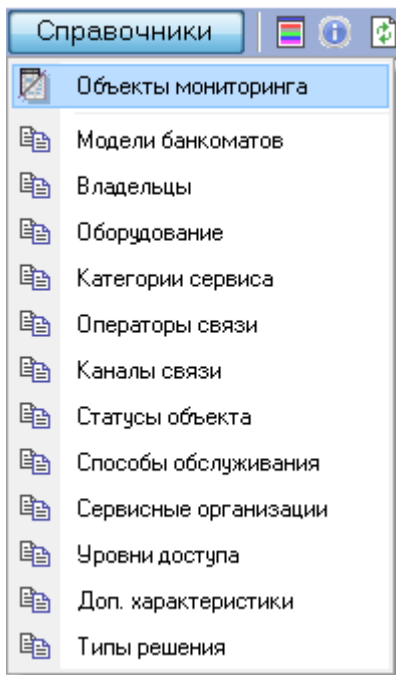 Справочники
Объекты мониторинга
Модели банкоматов
Владельцы
Оборудование
Категории сервиса
Операторы связи
Каналы связи
Статусы объекта
Способы обслуживания
Сервисные организации
Уровни доступа
Доп. характеристики
Типы решения